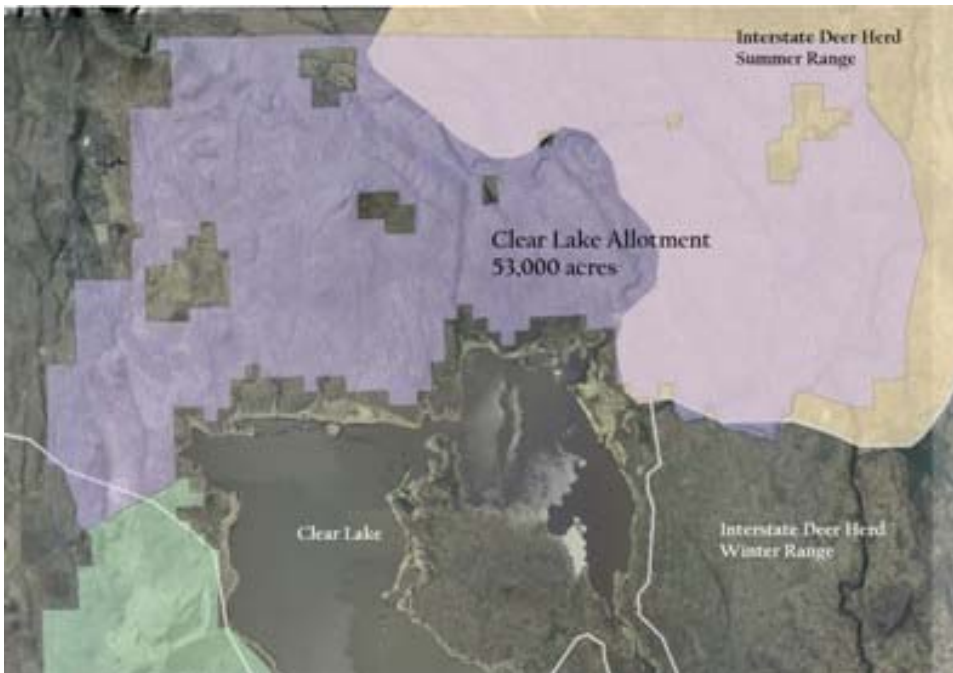 Interstate Deer Herd
Summer Range
Clear Lake Allotment
53,000 acres
Clear Lake
Interstate Deer Herd
Winter Range